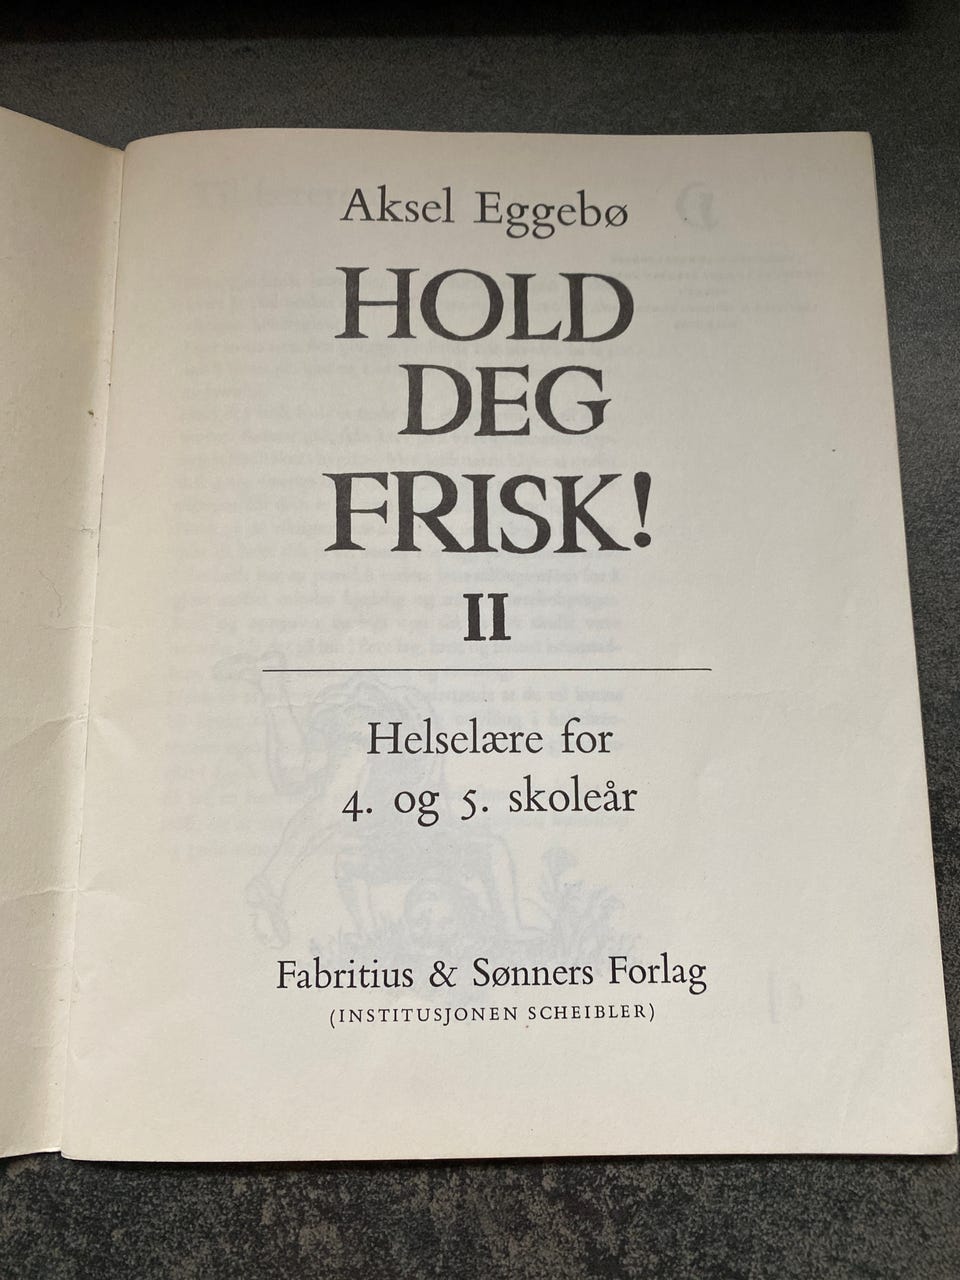 Aksel Eggebø
HOLD
DEG
FRISK!
II
Helselære for
4. og 5. skoleår
Fabritius & Sønners Forlag
(INSTITUSJONEN SCHEIBLER)